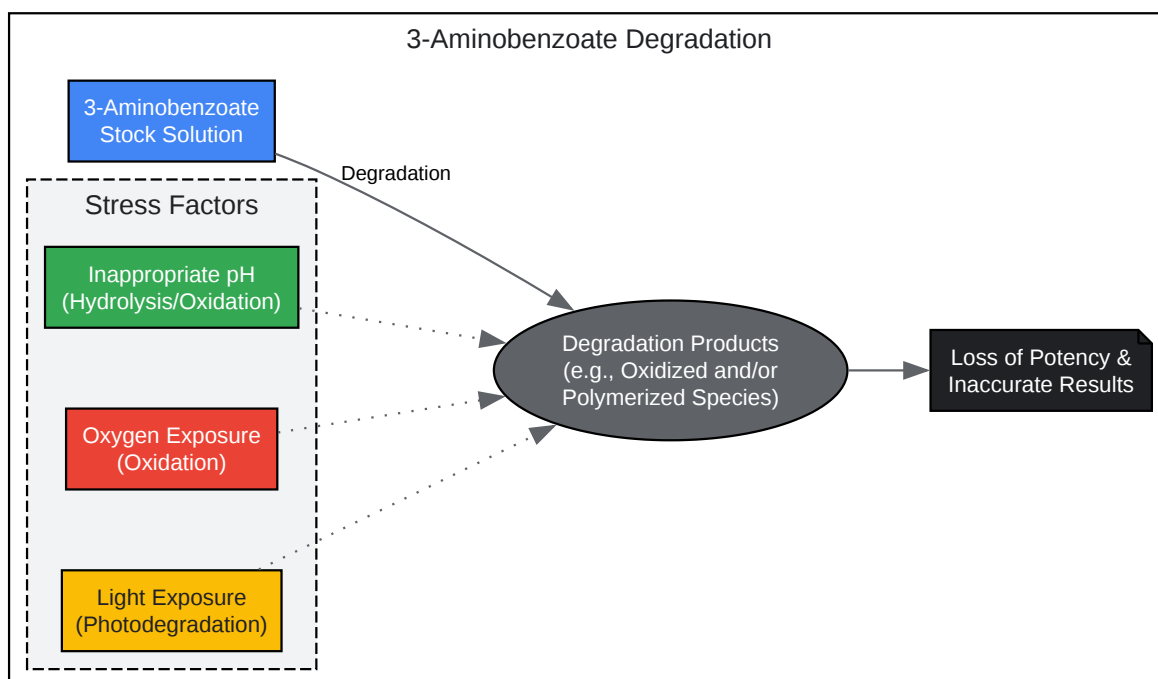 3-Aminobenzoate Degradation
3-Aminobenzoate
Stock Solution
Degradation
Stress Factors
Inappropriate pH
(Hydrolysis/Oxidation)
Oxygen Exposure
(Oxidation)
Light Exposure
(Photodegradation)
Degradation Products
(e.g., Oxidized and/or
Polymerized Species)
Loss of Potency &
Inaccurate Results